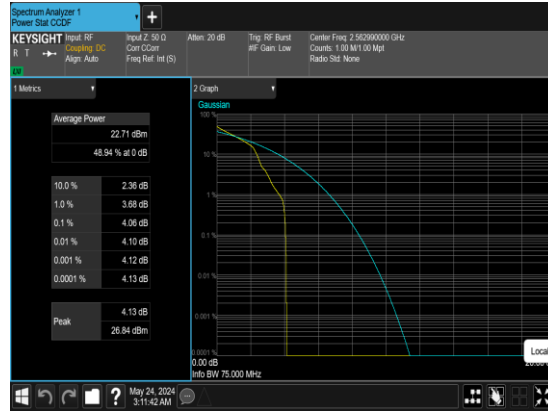 Spectrum Analyzer 1
Power Stat CCDF
KEYSIGHT
R T
Input: RF
Coupling: DC
Align: Auto
Input Z: 50 Ω
Corr CCorr
Freq Ref: Int (S)
Atten: 20 dB
Trig: RF Burst
#IF Gain: Low
Center Freq: 2.562990000 GHz
Counts: 1.00 M/1.00 Mpt
Radio Std: None
1 Metrics
Average Power
22.71 dBm
48.94 % at 0 dB
10.0 % 2.36 dB
1.0 % 3.68 dB
0.1 % 4.06 dB
0.01 % 4.10 dB
0.001 % 4.12 dB
0.0001 % 4.13 dB
Peak
4.13 dB
26.84 dBm
2 Graph
Gaussian
100 %
10 %
1 %
0.1 %
0.01 %
0.001 %
0.0001 %
0.00 dB
Info BW 75.000 MHz
Local
May 24, 2024
3:11:42 AM